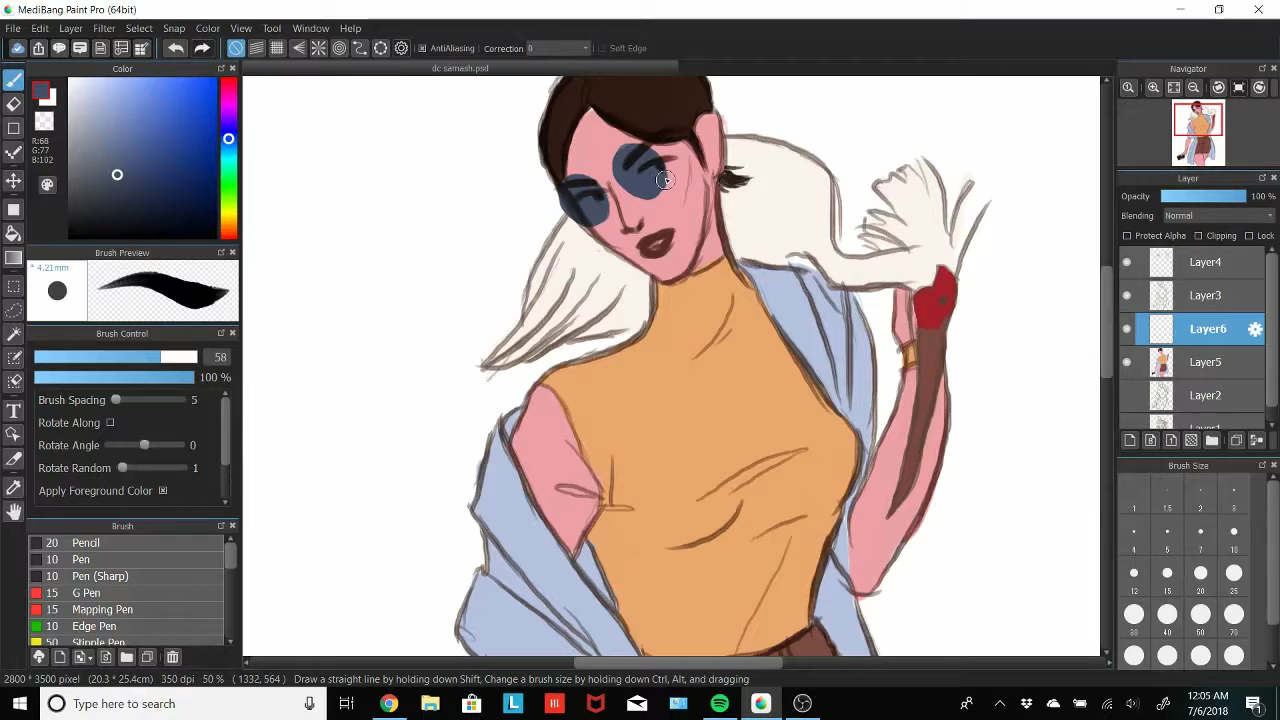 MediBang Paint Pro (64bit)
File Edit Layer Filter Select Snap Color View Tool Window Help
AntiAliasing Correction 0 Soft Edge
Color
dc samash.psd
Navigator
R:68
G:77
B:102
Brush Preview
* 4.21mm
Layer
Opacity 100 %
Blending Normal
Protect Alpha Clipping Lock
Layer4
Layer3
Layer6
Layer5
Layer2
Brush Control
58
100 %
Brush Spacing 5
Rotate Along
Rotate Angle 0
Rotate Random 1
Apply Foreground Color
Brush Size
1 1.5 2 3
4 5 7 10
12 15 20 25
30 40 50 70
Brush
20 Pencil
10 Pen
10 Pen (Sharp)
15 G Pen
15 Mapping Pen
10 Edge Pen
50 Stipple Pen
2000 * 3500 pixel (20.3 * 25.4cm) 350 dpi 50 % ( 1332, 564 ) Draw a straight line by holding down Shift, Change a brush size by holding down Ctrl, Alt, and dragging
Type here to search
12:05 AM
7/6/2018